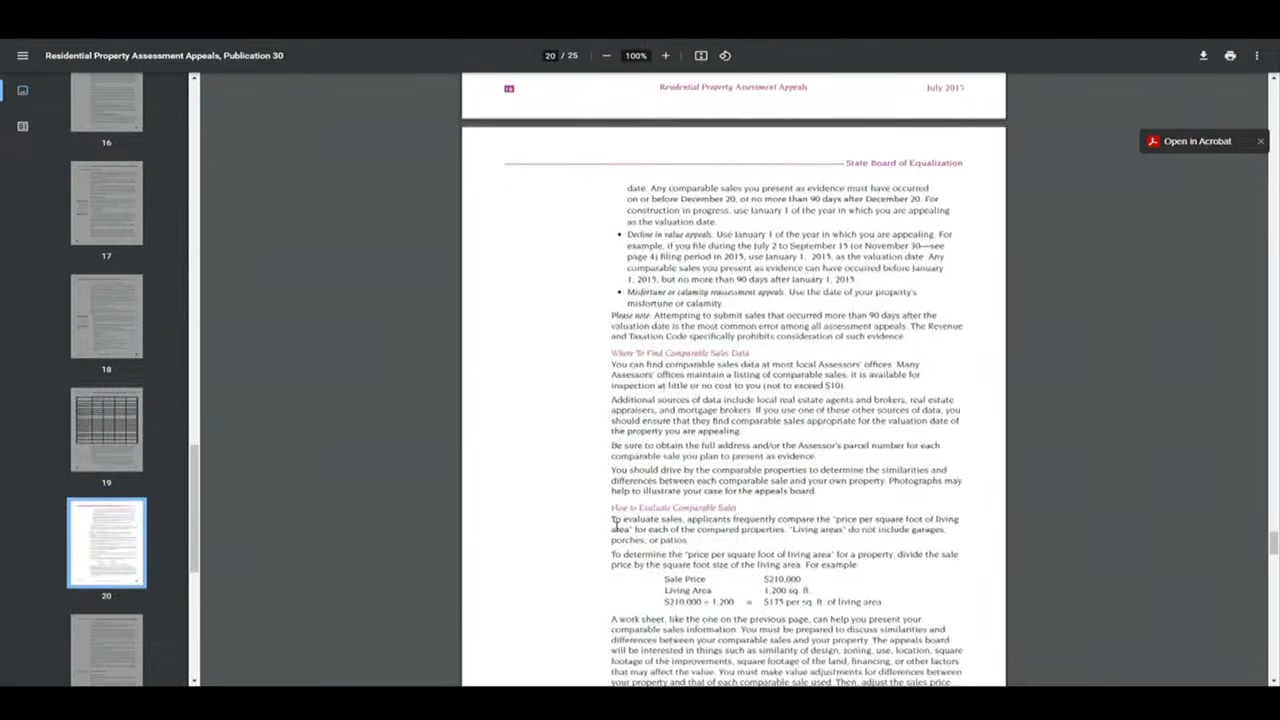 Residential Property Assessment Appeals, Publication 30
20 / 25
100%
Open in Acrobat
16
17
18
19
20
Residential Property Assessment Appeals
July 2015
State Board of Equalization
date. Any comparable sales you present as evidence must have occurred
on or before December 20, or no more than 90 days after December 20. For
construction in progress, use January 1 of the year in which you are appealing
as the valuation date.
• Decline in value appeals. Use January 1 of the year in which you are appealing. For
example, if you file during the July 2 to September 15 (or November 30—see
page 4) filing period in 2015, use January 1, 2015, as the valuation date. Any
comparable sales you present as evidence can have occurred before January
1, 2015, but no more than 90 days after January 1, 2015.
• Misfortune or calamity reassessment appeals. Use the date of your property's
misfortune or calamity.
Please note: Attempting to submit sales that occurred more than 90 days after the
valuation date is the most common error among all assessment appeals. The Revenue
and Taxation Code specifically prohibits consideration of such evidence.
Where To Find Comparable Sales Data
You can find comparable sales data at most local Assessors' offices. Many
Assessors' offices maintain a listing of comparable sales; it is available for
inspection at little or no cost to you (not to exceed $10).
Additional sources of data include local real estate agents and brokers, real estate
appraisers, and mortgage brokers. If you use one of these other sources of data, you
should ensure that they find comparable sales appropriate for the valuation date of
the property you are appealing.
Be sure to obtain the full address and/or the Assessor's parcel number for each
comparable sale you plan to present as evidence.
You should drive by the comparable properties to determine the similarities and
differences between each comparable sale and your own property. Photographs may
help to illustrate your case for the appeals board.
How to Evaluate Comparable Sales
To evaluate sales, applicants frequently compare the "price per square foot of living
area" for each of the compared properties. "Living areas" do not include garages,
porches, or patios.
To determine the "price per square foot of living area" for a property, divide the sale
price by the square foot size of the living area. For example:
Sale Price $210,000
Living Area 1,200 sq. ft.
$210,000 ÷ 1,200 = $175 per sq. ft. of living area
A work sheet, like the one on the previous page, can help you present your
comparable sales information. You must be prepared to discuss similarities and
differences between your comparable sales and your property. The appeals board
will be interested in things such as similarity of design, zoning, use, location, square
footage of the improvements, square footage of the land, financing, or other factors
that may affect the value. You must make value adjustments for differences between
your property and that of each comparable sale used. Then, adjust the sales price